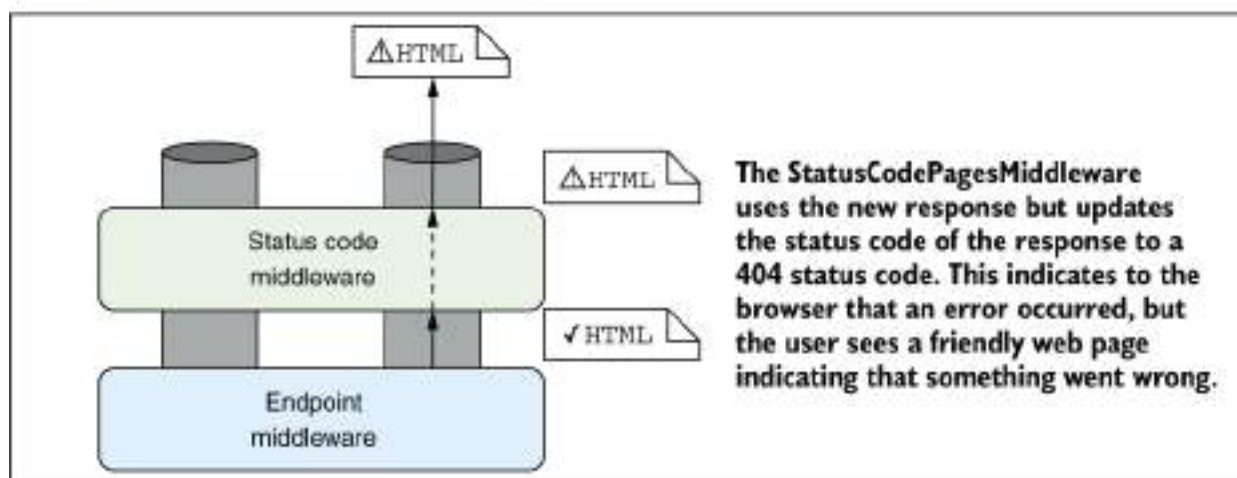 ⚠HTML
⚠HTML
The StatusCodePagesMiddleware
uses the new response but updates
the status code of the response to a
404 status code. This indicates to the
browser that an error occurred, but
the user sees a friendly web page
indicating that something went wrong.
Status code
middleware
✓HTML
Endpoint
middleware